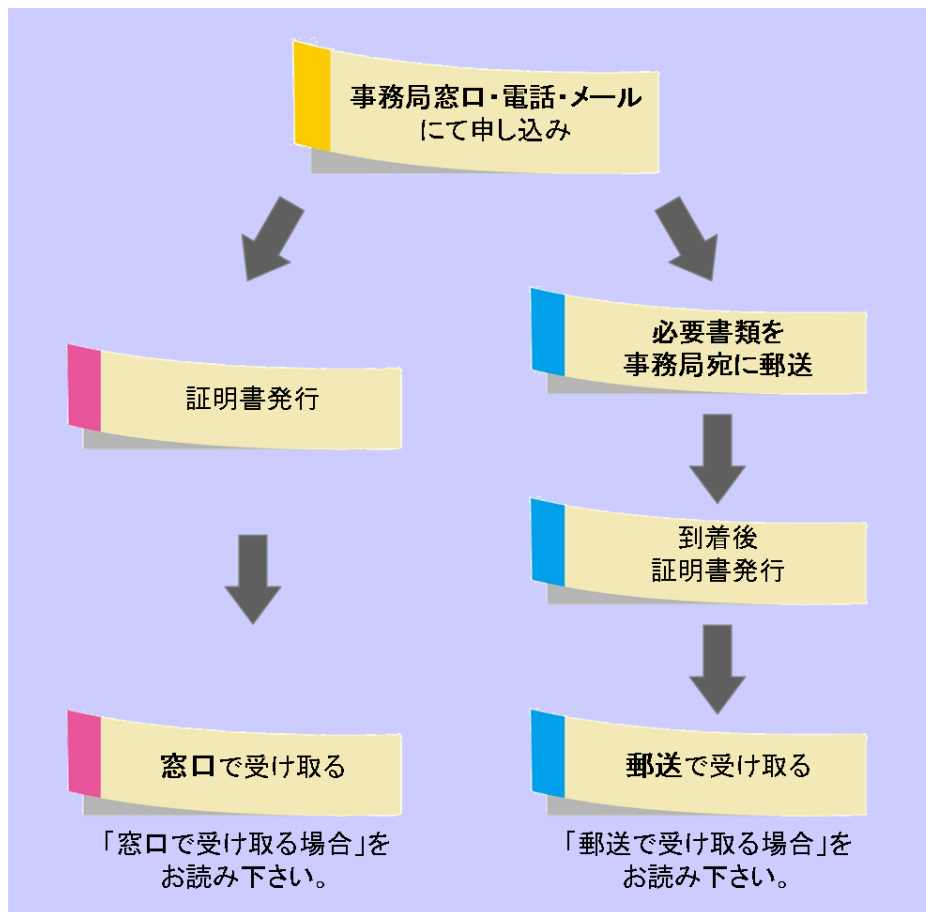 事務局窓口・電話・メール
にて申し込み
証明書発行
窓口で受け取る
「窓口で受け取る場合」を
お読み下さい。
必要書類を
事務局宛に郵送
到着後
証明書発行
郵送で受け取る
「郵送で受け取る場合」を
お読み下さい。